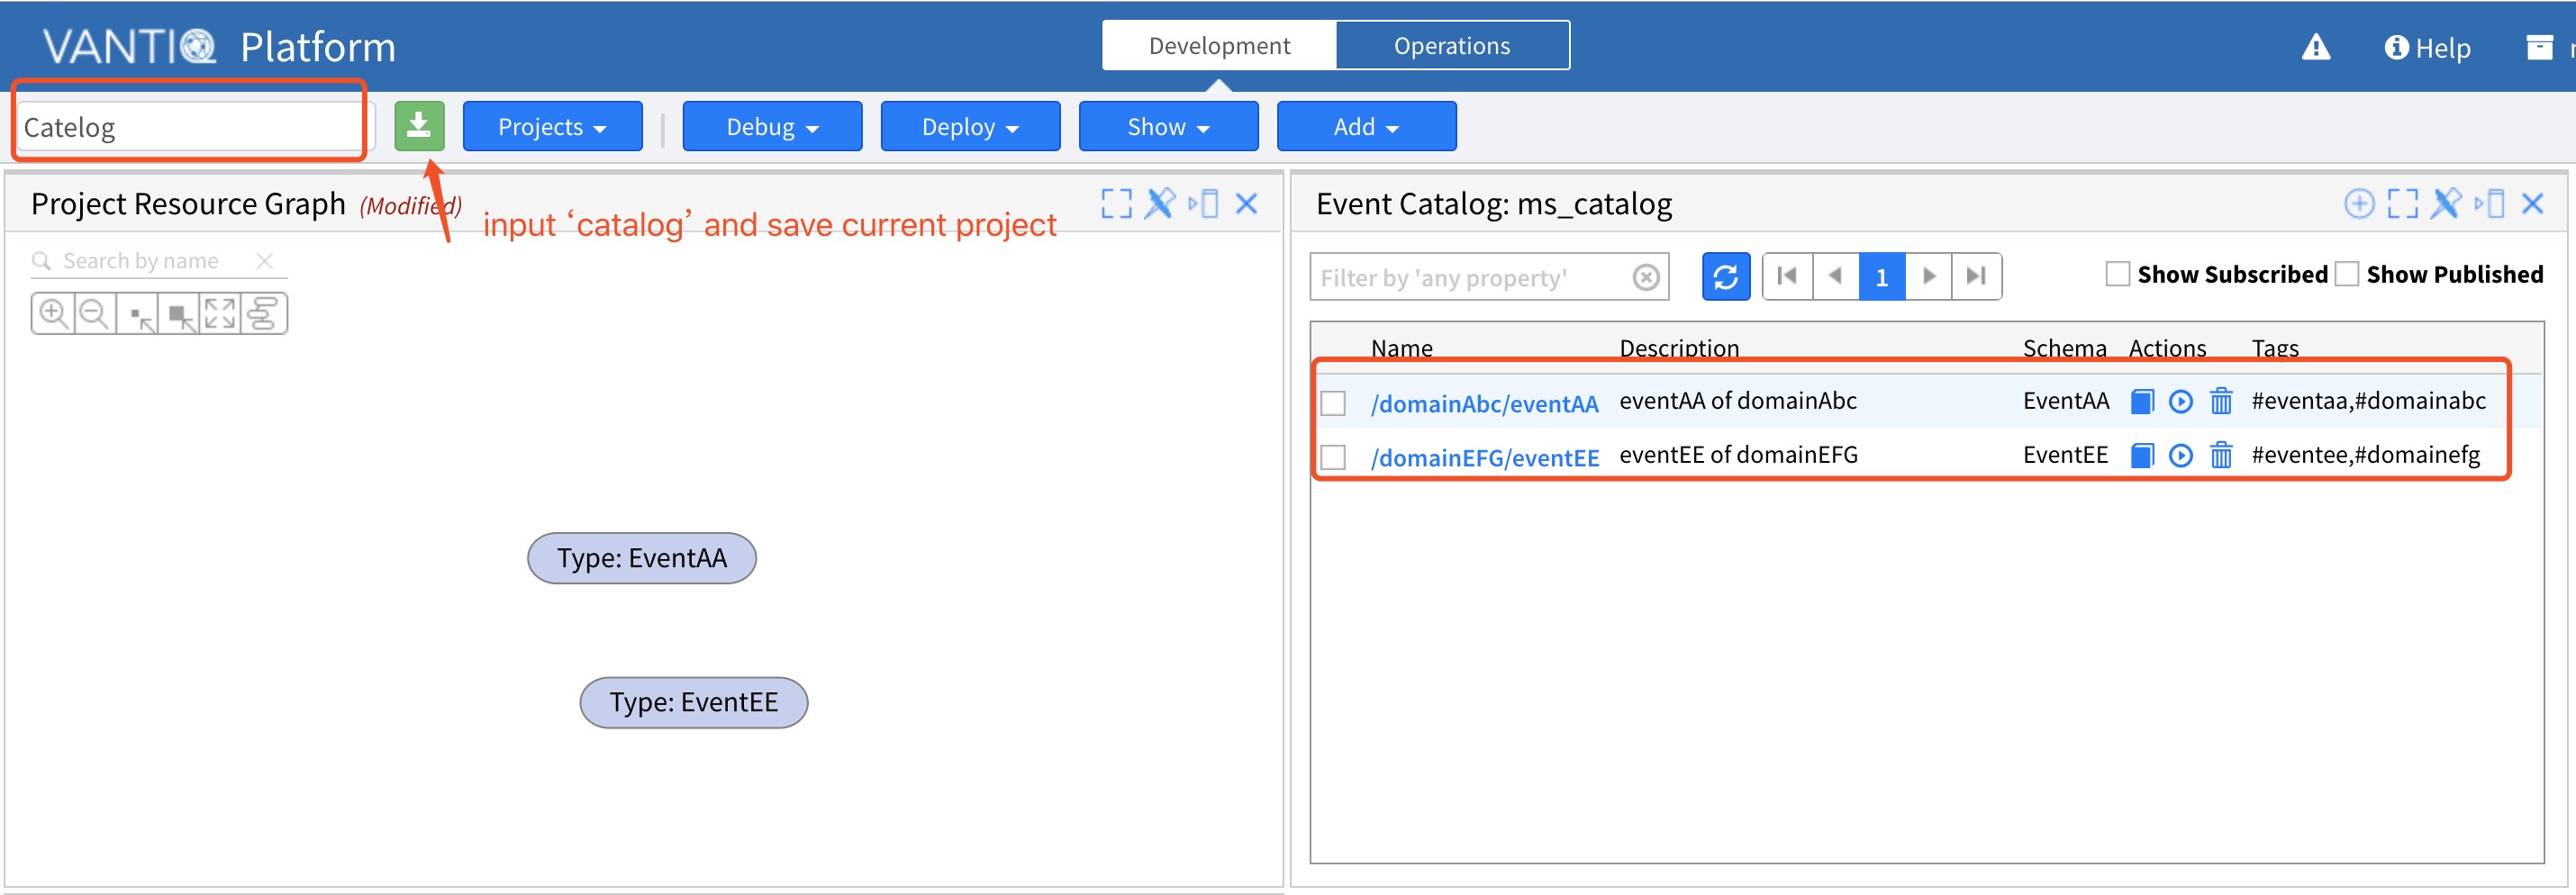 VANTIQ Platform
Development Operations
Help
Catelog
Projects Debug Deploy Show Add
Project Resource Graph (Modified)
input ‘catalog’ and save current project
Search by name
Type: EventAA
Type: EventEE
Event Catalog: ms_catalog
Filter by 'any property' 1 Show Subscribed Show Published
Name Description Schema Actions Tags
/domainAbc/eventAA eventAA of domainAbc EventAA #eventaa,#domainabc
/domainEFG/eventEE eventEE of domainEFG EventEE #eventee,#domainefg